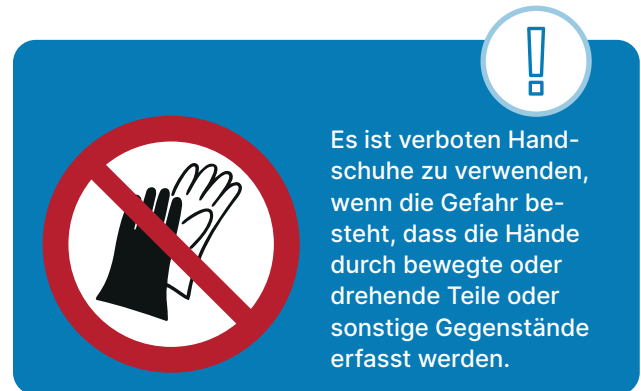 Es ist verboten Hand-
schuhe zu verwenden,
wenn die Gefahr be-
steht, dass die Hände
durch bewegte oder
drehende Teile oder
sonstige Gegenstände
erfasst werden.